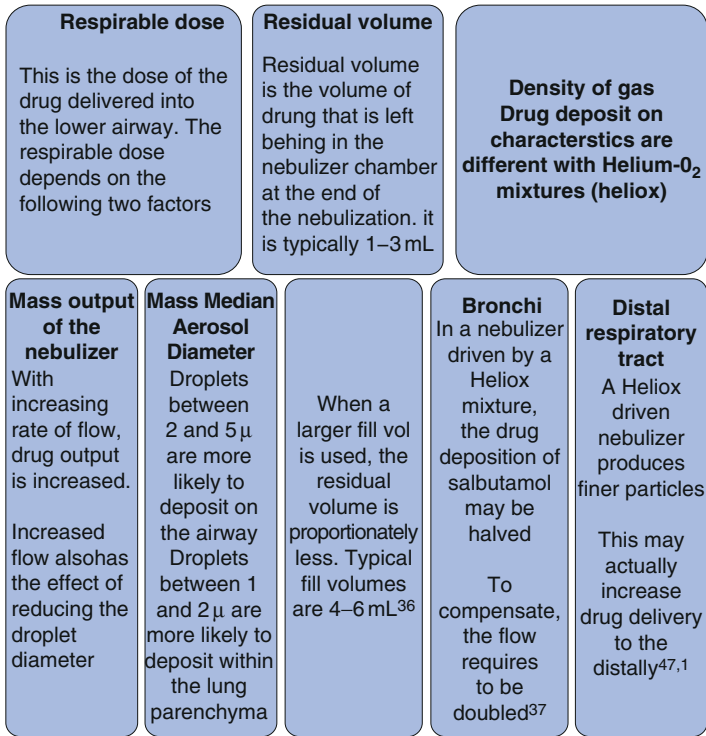 Respirable dose
This is the dose of the
drug delivered into
the lower airway. The
respirable dose
depends on the
following two factors
Residual volume
Residual volume
is the volume of
drung that is left
behing in the
nebulizer chamber
at the end of
the nebulization. it
is typically 1–3 mL
Density of gas
Drug deposit on
characterstics are
different with Helium-0₂
mixtures (heliox)
Mass output
of the
nebulizer
With
increasing
rate of flow,
drug output
is increased.
Increased
flow alsohas
the effect of
reducing the
droplet
diameter
Mass Median
Aerosol
Diameter
Droplets
between
2 and 5 μ
are more
likely to
deposit on
the airway
Droplets
between 1
and 2 μ are
more likely to
deposit within
the lung
parenchyma
When a
larger fill vol
is used, the
residual
volume is
proportionately
less. Typical
fill volumes
are 4–6 mL³⁶
Bronchi
In a nebulizer
driven by a
Heliox
mixture,
the drug
deposition of
salbutamol
may be
halved
To
compensate,
the flow
requires
to be
doubled³⁷
Distal
respiratory
tract
A Heliox
driven
nebulizer
produces
finer particles
This may
actually
increase
drug delivery
to the
distally⁴⁷,¹